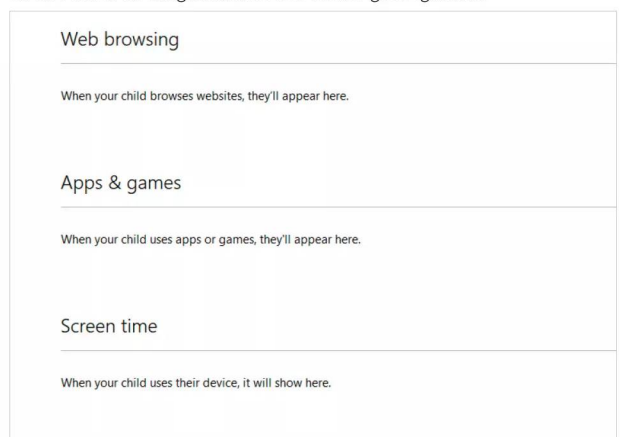 Web browsing
When your child browses websites, they'll appear here.
Apps & games
When your child uses apps or games, they'll appear here.
Screen time
When your child uses their device, it will show here.